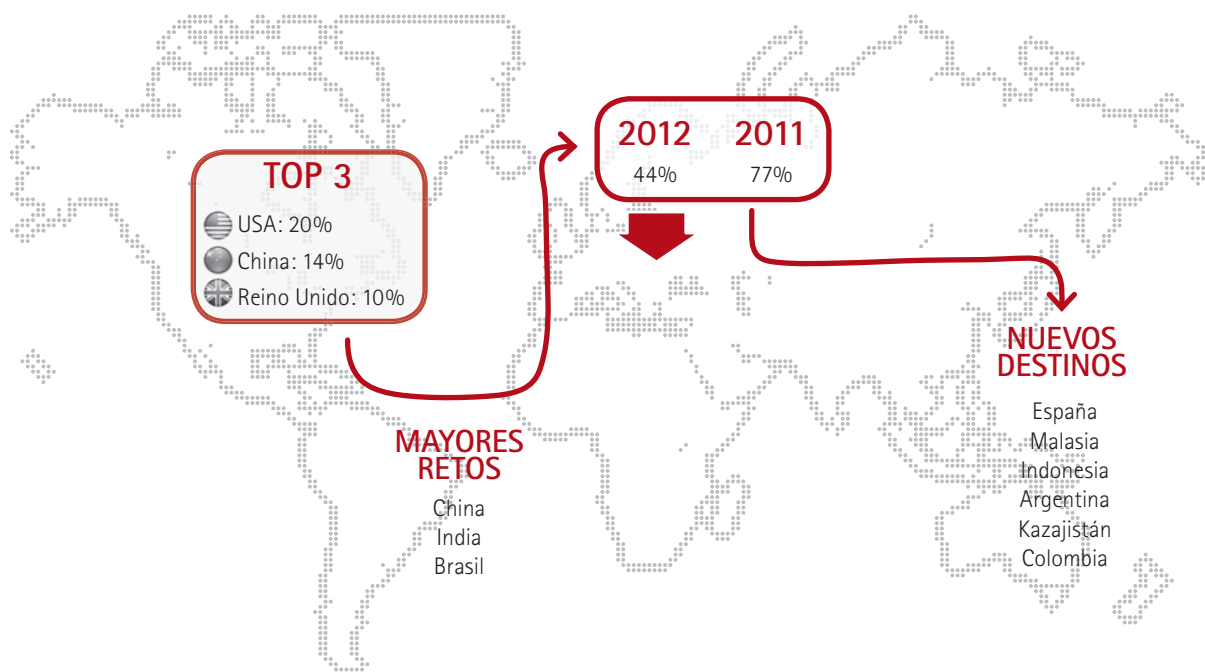 TOP 3
USA: 20%
China: 14%
Reino Unido: 10%
2012 2011
44% 77%
MAYORES
RETOS
China
India
Brasil
NUEVOS
DESTINOS
España
Malasia
Indonesia
Argentina
Kazajistán
Colombia